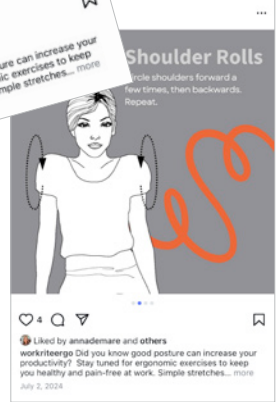 ure can increase your
mic exercises to keep
mple stretches... more
Shoulder Rolls
circle shoulders forward a
few times, then backwards.
Repeat.
4
Liked by annademare and others
workriteergo Did you know good posture can increase your
productivity? Stay tuned for ergonomic exercises to keep
you healthy and pain-free at work. Simple stretches... more
July 2, 2024